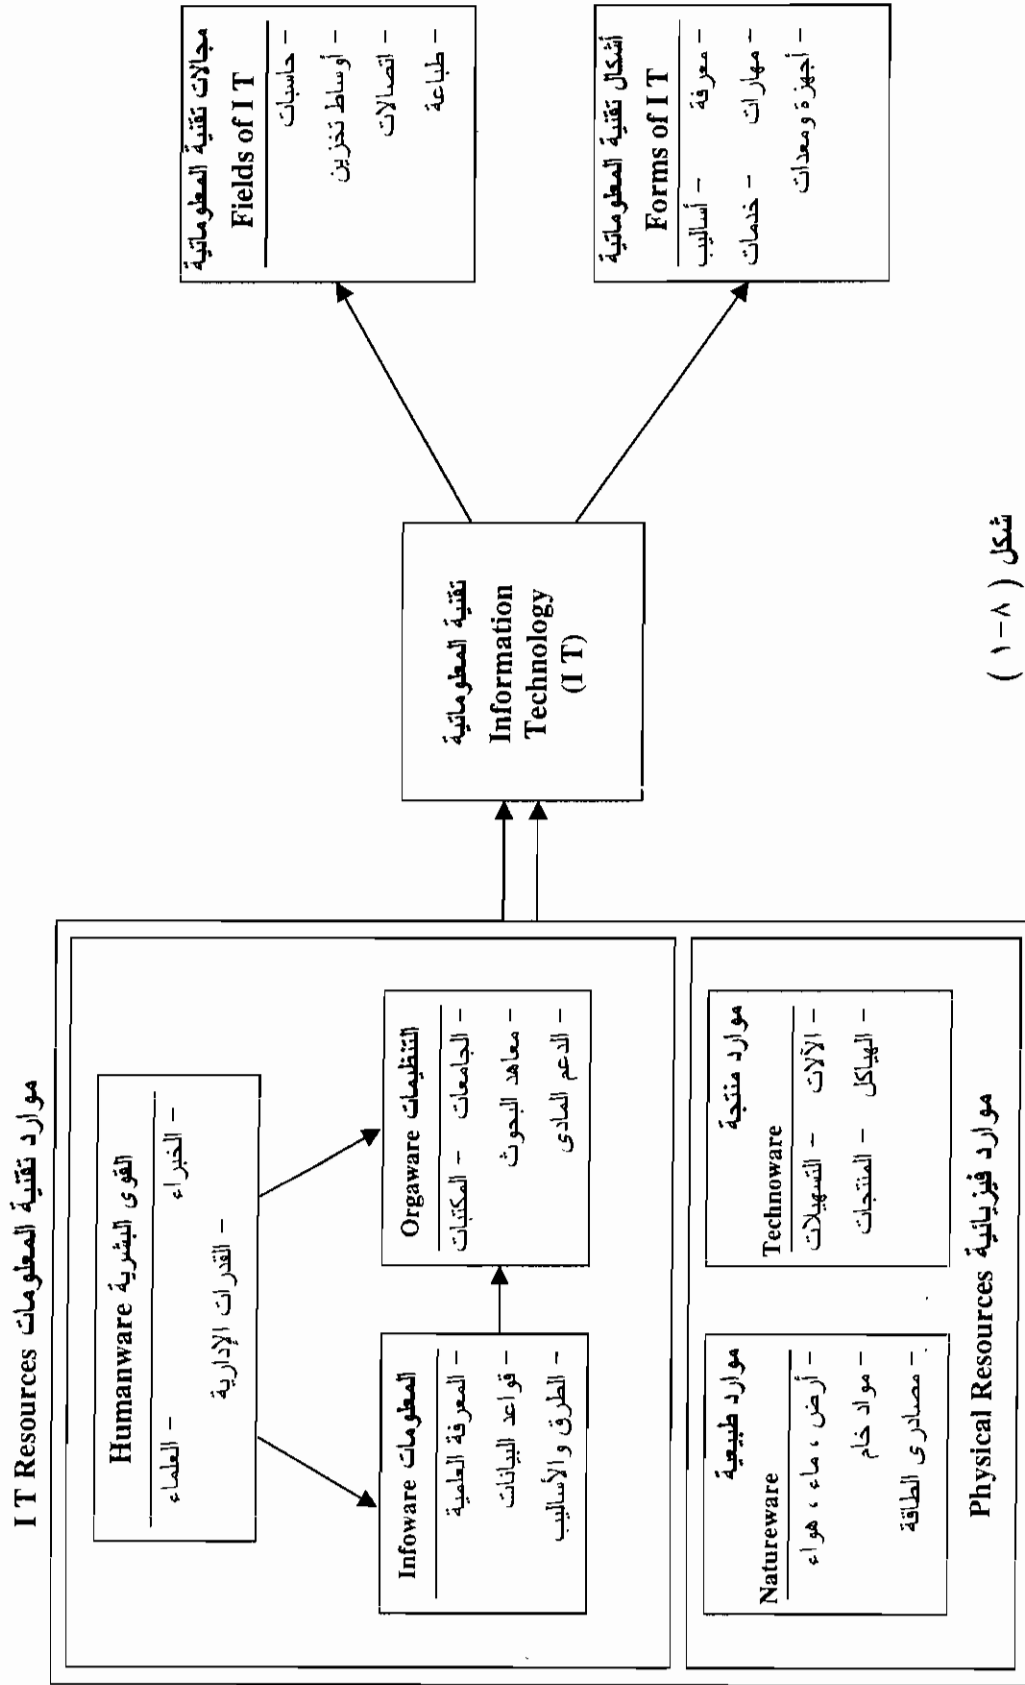 موارد تقنية المعلومات I T Resources
القوى البشرية Humanware
- العلماء - الخبراء
- القدرات الإدارية
المعلومات Infoware
- المعرفة العلمية
- قواعد البيانات
- الطرق والأساليب
التنظيمات Orgaware
- الجامعات - المكتبات
- معاهد البحوث
- الدعم المادى
موارد طبيعية
Natureware
- أرض ، ماء ، هواء
- مواد خام
- مصادرى الطاقة
موارد منتجة
Technoware
- الآلات - التسهيلات
- الهياكل - المنتجات
موارد فيزيائية Physical Resources
تقنية المعلوماتية
Information
Technology
(I T)
مجالات تقنية المعلوماتية
Fields of I T
- حاسبات
- أوساط تخزين
- اتصالات
- طباعة
أشكال تقنية المعلوماتية
Forms of I T
- معرفة - أساليب
- مهارات - خدمات
- أجهزة ومعدات
شكل ( ٨-١ )